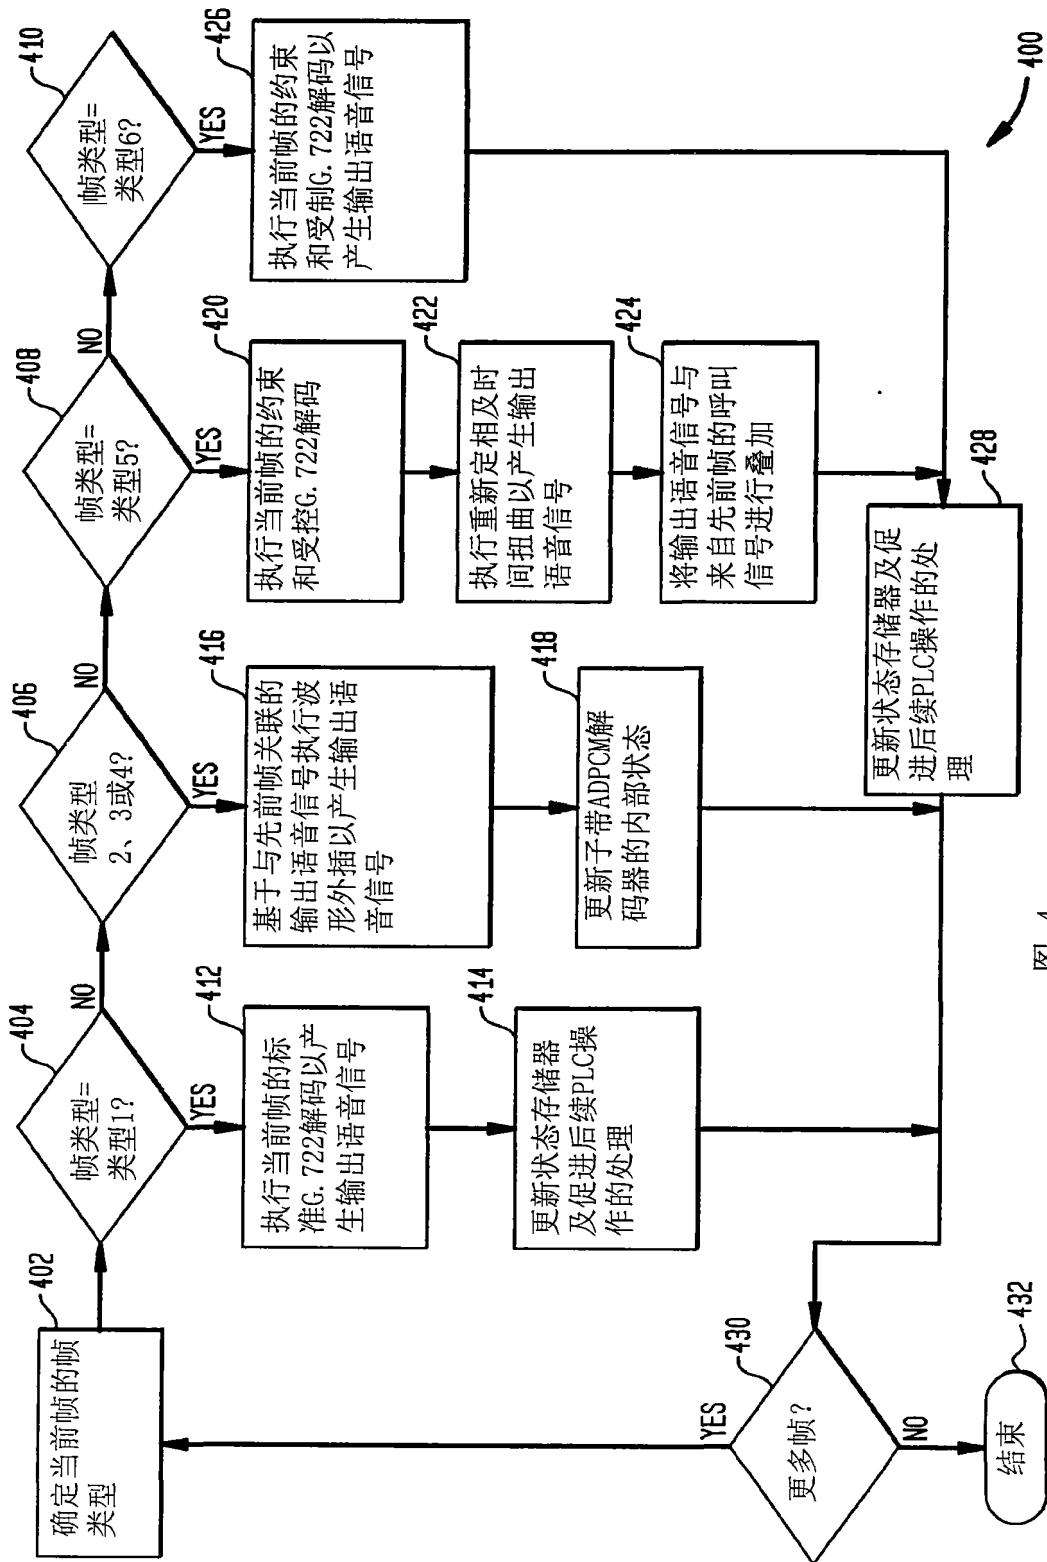 402
确定当前帧的帧
类型
404
帧类型=
类型1?
NO
YES
406
帧类型
2、3或4?
NO
YES
408
帧类型=
类型5?
NO
YES
410
帧类型=
类型6?
YES
412
执行当前帧的标
准G.722解码以产
生输出语音信号
414
更新状态存储器
及促进后续PLC操
作的处理
416
基于与先前帧关联的
输出语音信号执行波
形外插以产生输出语
音信号
418
更新子带ADPCM解
码器的内部状态
420
执行当前帧的约束
和受控G.722解码
422
执行重新定相及时
间扭曲以产生输出
语音信号
424
将输出语音信号与
来自先前帧的呼叫
信号进行叠加
426
执行当前帧的约束
和受制G.722解码以
产生输出语音信号
428
更新状态存储器及促
进后续PLC操作的处
理
430
更多帧?
YES
NO
432
结束
400
图 4